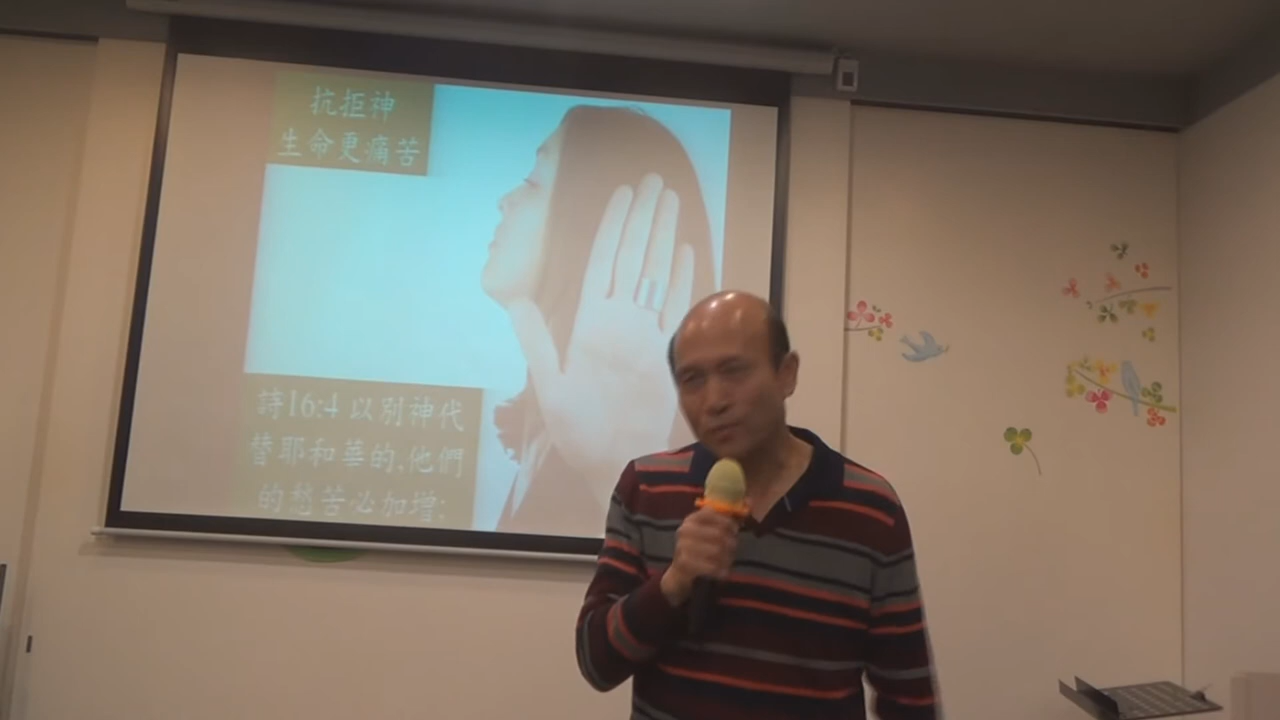 抗拒神
生命更痛苦
詩16:4 以別神代
替耶和華的,他們
的愁苦必加增: